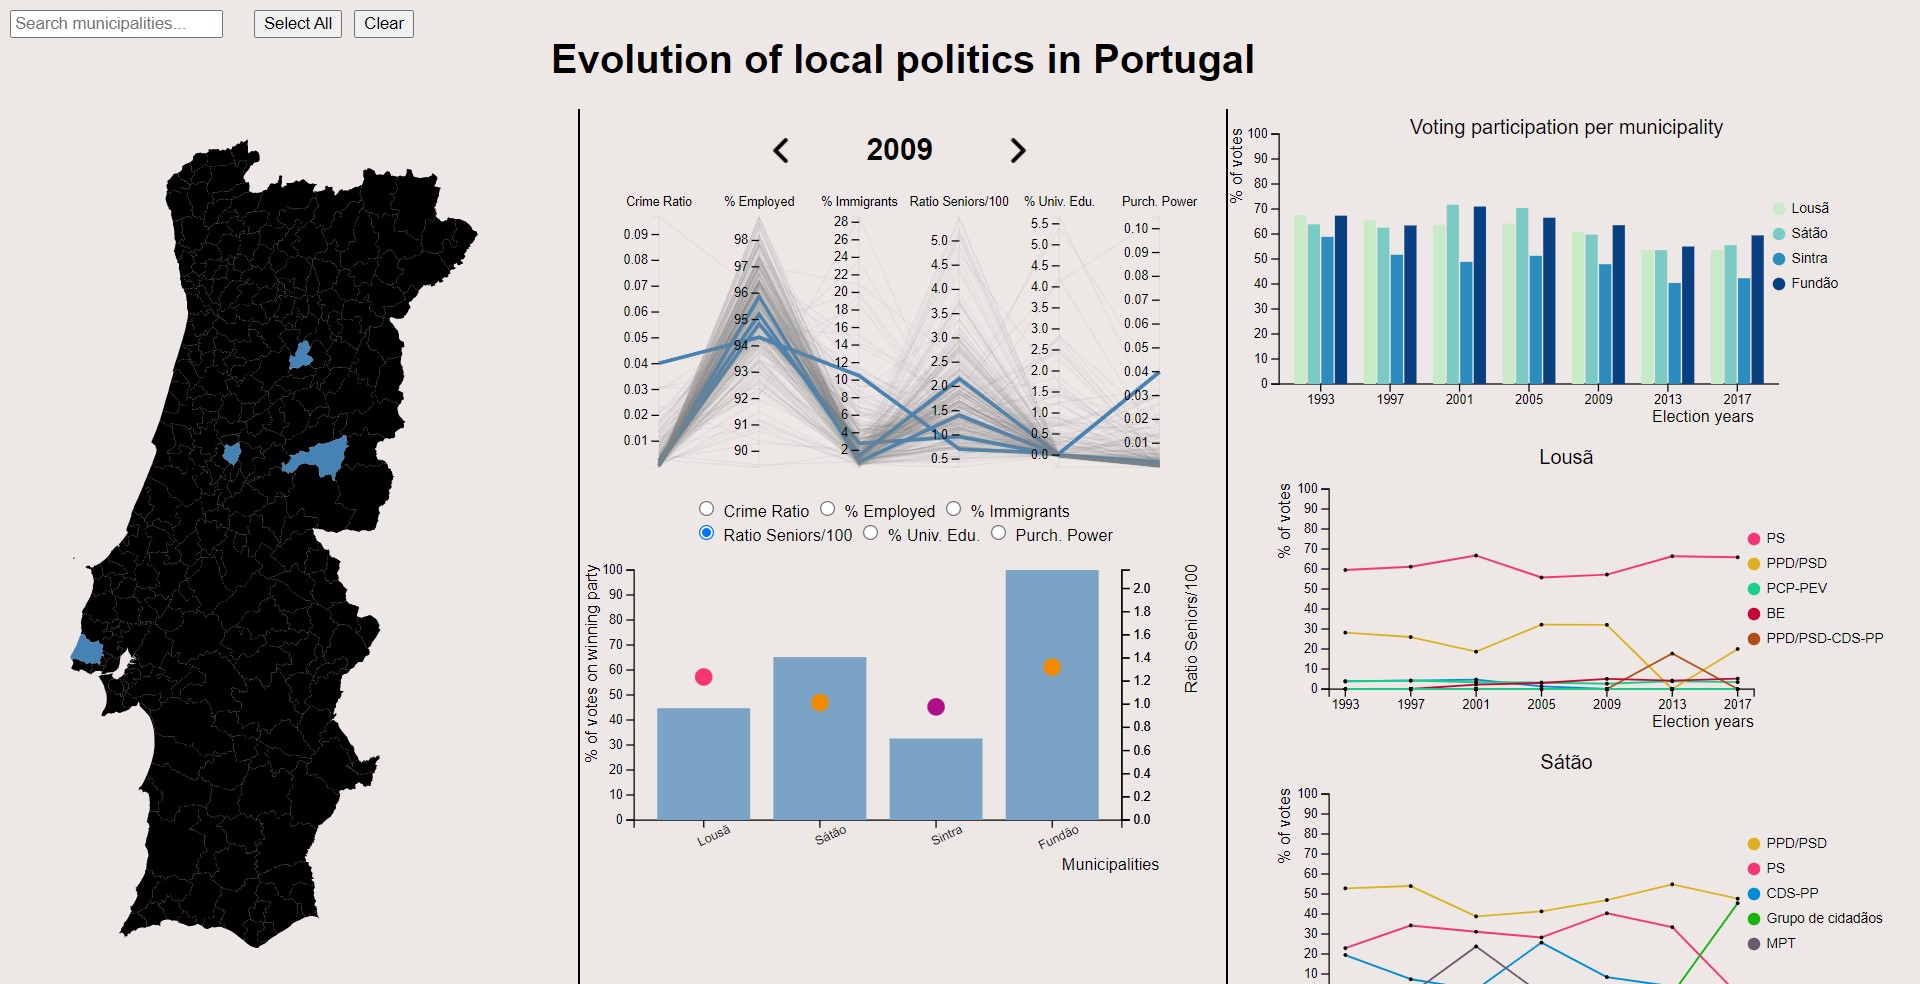 Search municipalities...
Select All
Clear
Evolution of local politics in Portugal
2009
Crime Ratio
% Employed
% Immigrants
Ratio Seniors/100
% Univ. Edu.
Purch. Power
0.09
0.08
0.07
0.06
0.05
0.04
0.03
0.02
0.01
98
97
96
95
94
93
92
91
90
28
26
24
22
20
18
16
14
12
10
8
6
4
2
5.0
4.5
4.0
3.5
3.0
2.5
2.0
1.5
1.0
0.5
5.5
5.0
4.5
4.0
3.5
3.0
2.5
2.0
1.5
1.0
0.5
0.0
0.10
0.09
0.08
0.07
0.06
0.05
0.04
0.03
0.02
0.01
Crime Ratio
% Employed
% Immigrants
Ratio Seniors/100
% Univ. Edu.
Purch. Power
% of votes on winning party
100
90
80
70
60
50
40
30
20
10
0
Ratio Seniors/100
2.0
1.8
1.6
1.4
1.2
1.0
0.8
0.6
0.4
0.2
0.0
Lousã
Sátão
Sintra
Fundão
Municipalities
Voting participation per municipality
% of votes
100
90
80
70
60
50
40
30
20
10
0
1993
1997
2001
2005
2009
2013
2017
Election years
Lousã
Sátão
Sintra
Fundão
Lousã
% of votes
100
90
80
70
60
50
40
30
20
10
0
1993
1997
2001
2005
2009
2013
2017
Election years
PS
PPD/PSD
PCP-PEV
BE
PPD/PSD-CDS-PP
Sátão
% of votes
100
90
80
70
60
50
40
30
20
10
PPD/PSD
PS
CDS-PP
Grupo de cidadãos
MPT